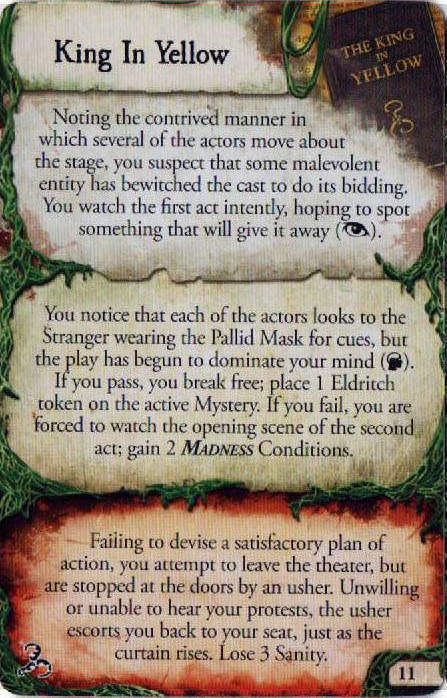 King In Yellow
THE KING
IN
YELLOW
Noting the contrived manner in
which several of the actors move about
the stage, you suspect that some malevolent
entity has bewitched the cast to do its bidding.
You watch the first act intently, hoping to spot
something that will give it away ( ).
You notice that each of the actors looks to the
Stranger wearing the Pallid Mask for cues, but
the play has begun to dominate your mind ( ).
If you pass, you break free; place 1 Eldritch
token on the active Mystery. If you fail, you are
forced to watch the opening scene of the second
act; gain 2 MADNESS Conditions.
Failing to devise a satisfactory plan of
action, you attempt to leave the theater, but
are stopped at the doors by an usher. Unwilling
or unable to hear your protests, the usher
escorts you back to your seat, just as the
curtain rises. Lose 3 Sanity.
11